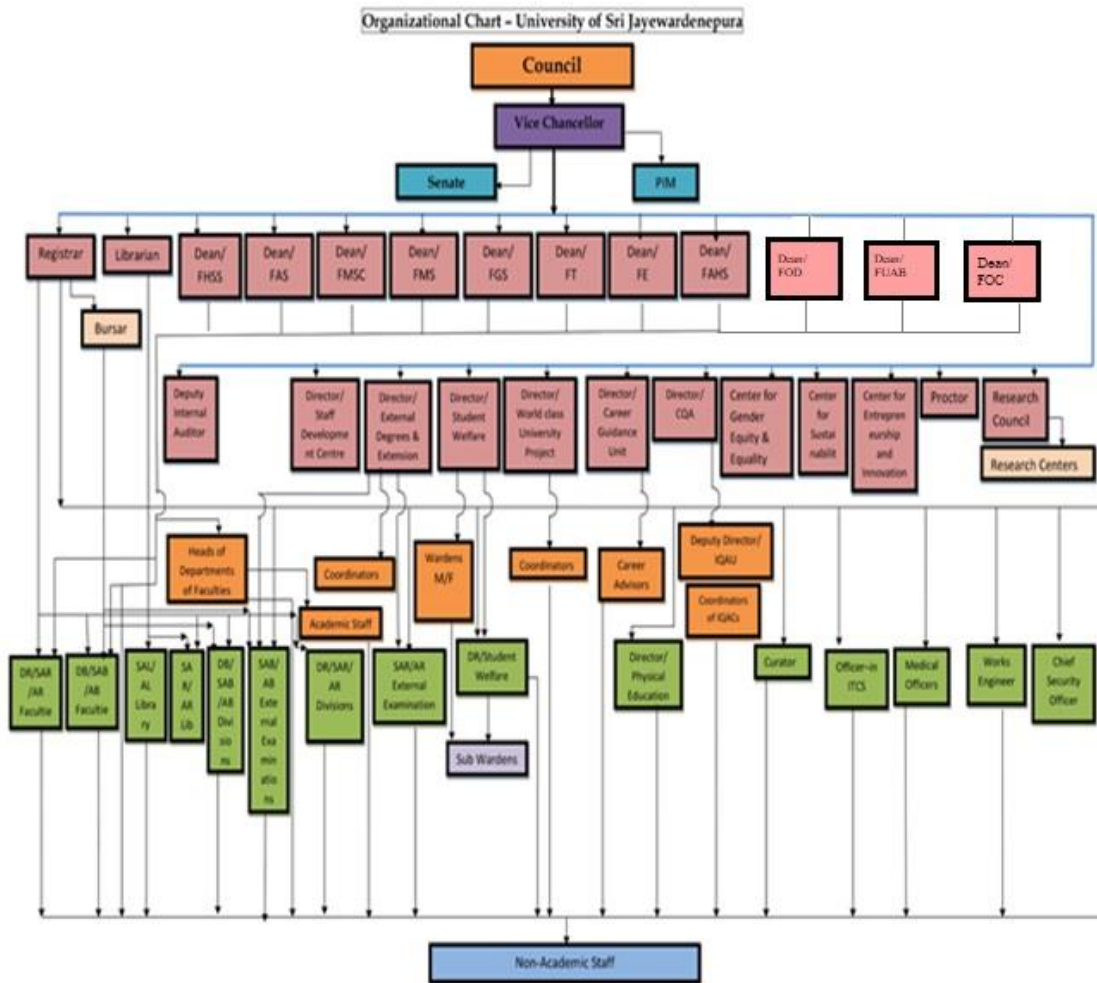 Organizational Chart – University of Sri Jayewardenepura
Council
Vice Chancellor
Senate
PIM
Registrar
Librarian
Dean/
FHSS
Dean/
FAS
Dean/
FMSC
Dean/
FMS
Dean/
FGS
Dean/
FT
Dean/
FE
Dean/
FAHS
Dean/
FOD
Dean/
FUAB
Dean/
FOC
Bursar
Deputy
Internal
Auditor
Director/
Staff
Developme
nt Centre
Director/
External
Degrees &
Extension
Director/
Student
Welfare
Director/
World class
University
Project
Director/
Career
Guidance
Unit
Director/
CQA
Center for
Gender
Equity &
Equality
Center
for
Sustai
nabilit
Center for
Entrepren
eurship
and
Innovation
Proctor
Research
Council
Research Centers
Heads of
Departments
of Faculties
Coordinators
Academic Staff
Wardens
M/F
Coordinators
Career
Advisors
Deputy Director/
IQAU
Coordinators
of IQACs
DR/SAR
/AR
Facultie
DB/SAB
/AB
Facultie
SAL/
AL
Libra
ry
SA
R/
AR
Lib
DB/
SAB
/AB
Divi
sio
ns
SAB/
AB
Exte
rnal
Exa
min
atio
ns
DR/SAR/
AR
Divisions
SAR/AR
External
Examination
DR/Student
Welfare
Sub Wardens
Director/
Physical
Education
Curator
Officer-in
ITCS
Medical
Officers
Works
Engineer
Chief
Security
Officer
Non-Academic Staff